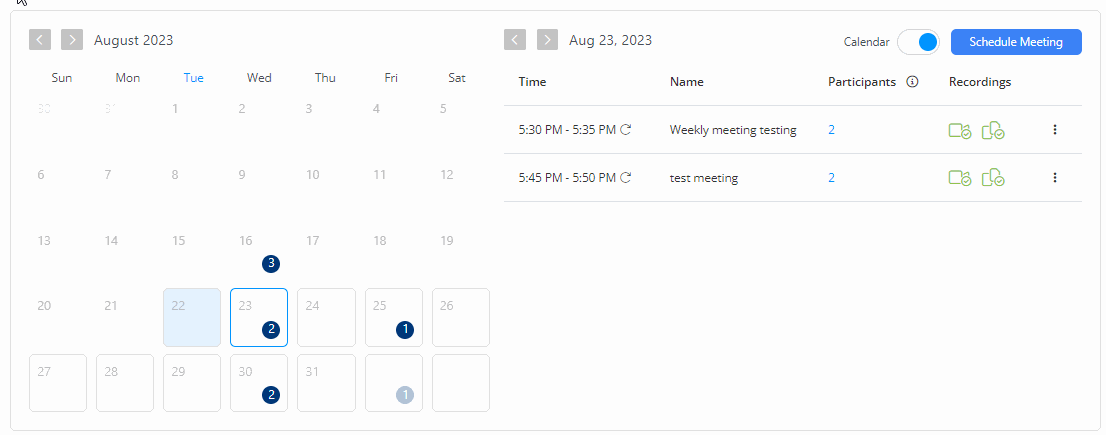 August 2023
Sun Mon Tue Wed Thu Fri Sat
30 31 1 2 3 4 5
6 7 8 9 10 11 12
13 14 15 16 17 18 19
3
20 21 22 23 24 25 26
2 1
27 28 29 30 31
2 1
Aug 23, 2023
Calendar
Schedule Meeting
Time Name Participants Recordings
5:30 PM - 5:35 PM Weekly meeting testing 2
5:45 PM - 5:50 PM test meeting 2